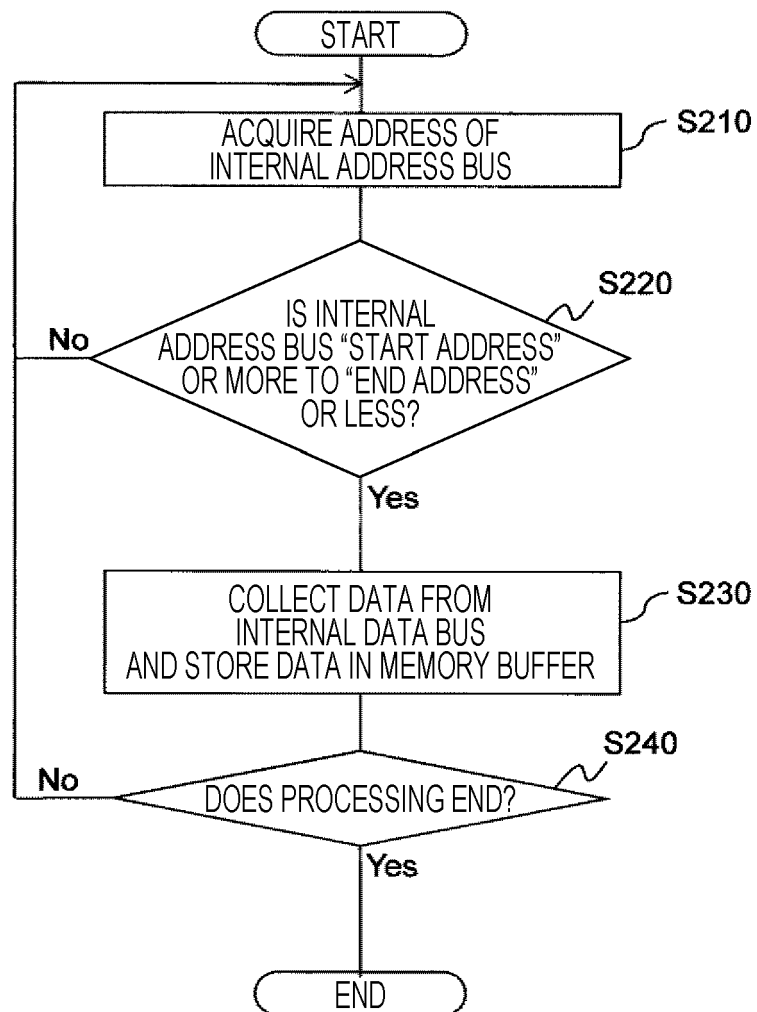 START
ACQUIRE ADDRESS OF
INTERNAL ADDRESS BUS
S210
S220
IS INTERNAL
ADDRESS BUS “START ADDRESS”
OR MORE TO “END ADDRESS”
OR LESS?
No
Yes
S230
COLLECT DATA FROM
INTERNAL DATA BUS
AND STORE DATA IN MEMORY BUFFER
S240
No
DOES PROCESSING END?
Yes
END